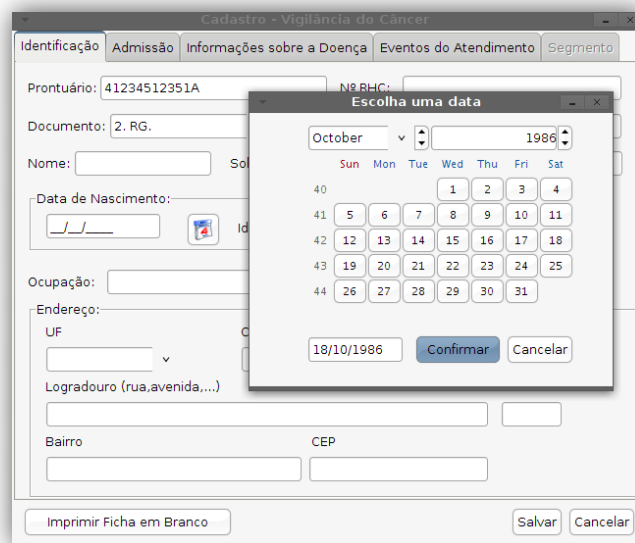 Cadastro - Vigilância do Câncer
Identificação Admissão Informações sobre a Doença Eventos do Atendimento Segmento
Prontuário: 41234512351A Nº RHC:
Documento: 2. RG.
Nome:
Data de Nascimento:
__/__/____ 4
Ocupação:
Endereço:
UF
Logradouro (rua,avenida,...)
Bairro CEP
Imprimir Ficha em Branco Salvar Cancelar
Escolha uma data
October 1986
Sun Mon Tue Wed Thu Fri Sat
40 1 2 3 4
41 5 6 7 8 9 10 11
42 12 13 14 15 16 17 18
43 19 20 21 22 23 24 25
44 26 27 28 29 30 31
18/10/1986 Confirmar Cancelar